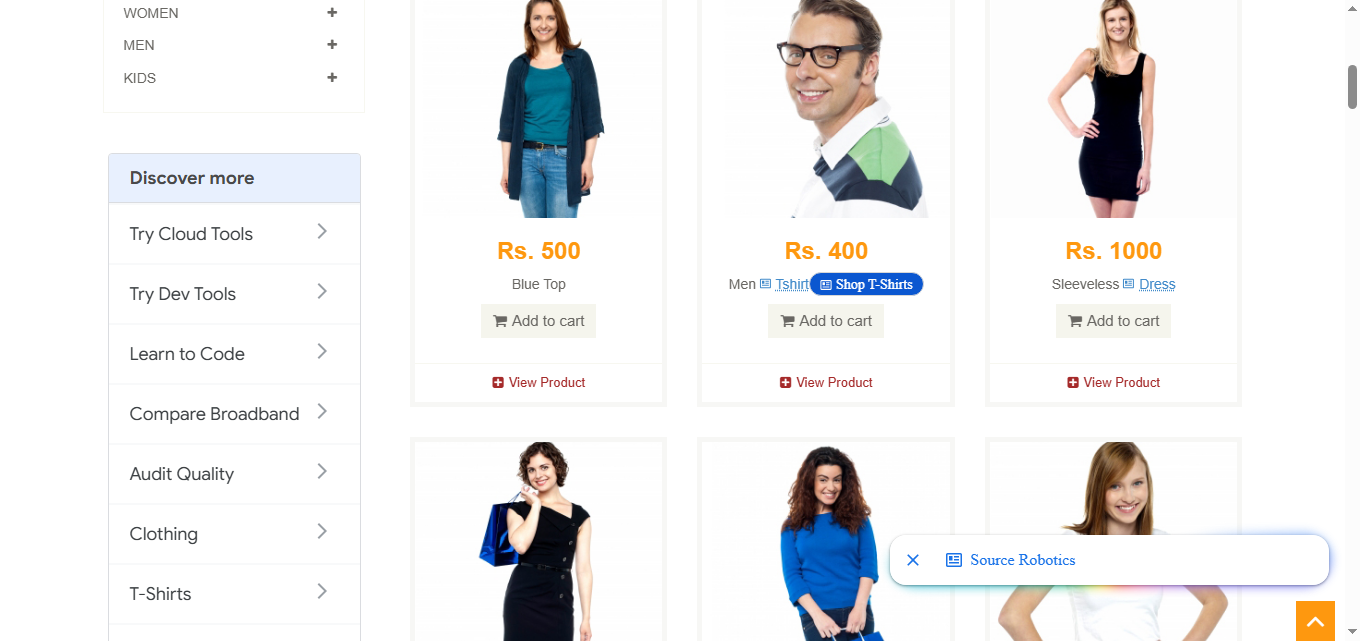 WOMEN
MEN
KIDS
Discover more
Try Cloud Tools
Try Dev Tools
Learn to Code
Compare Broadband
Audit Quality
Clothing
T-Shirts
Rs. 500
Blue Top
Add to cart
View Product
Rs. 400
Men Tshirt Shop T-Shirts
Add to cart
View Product
Rs. 1000
Sleeveless Dress
Add to cart
View Product
Source Robotics